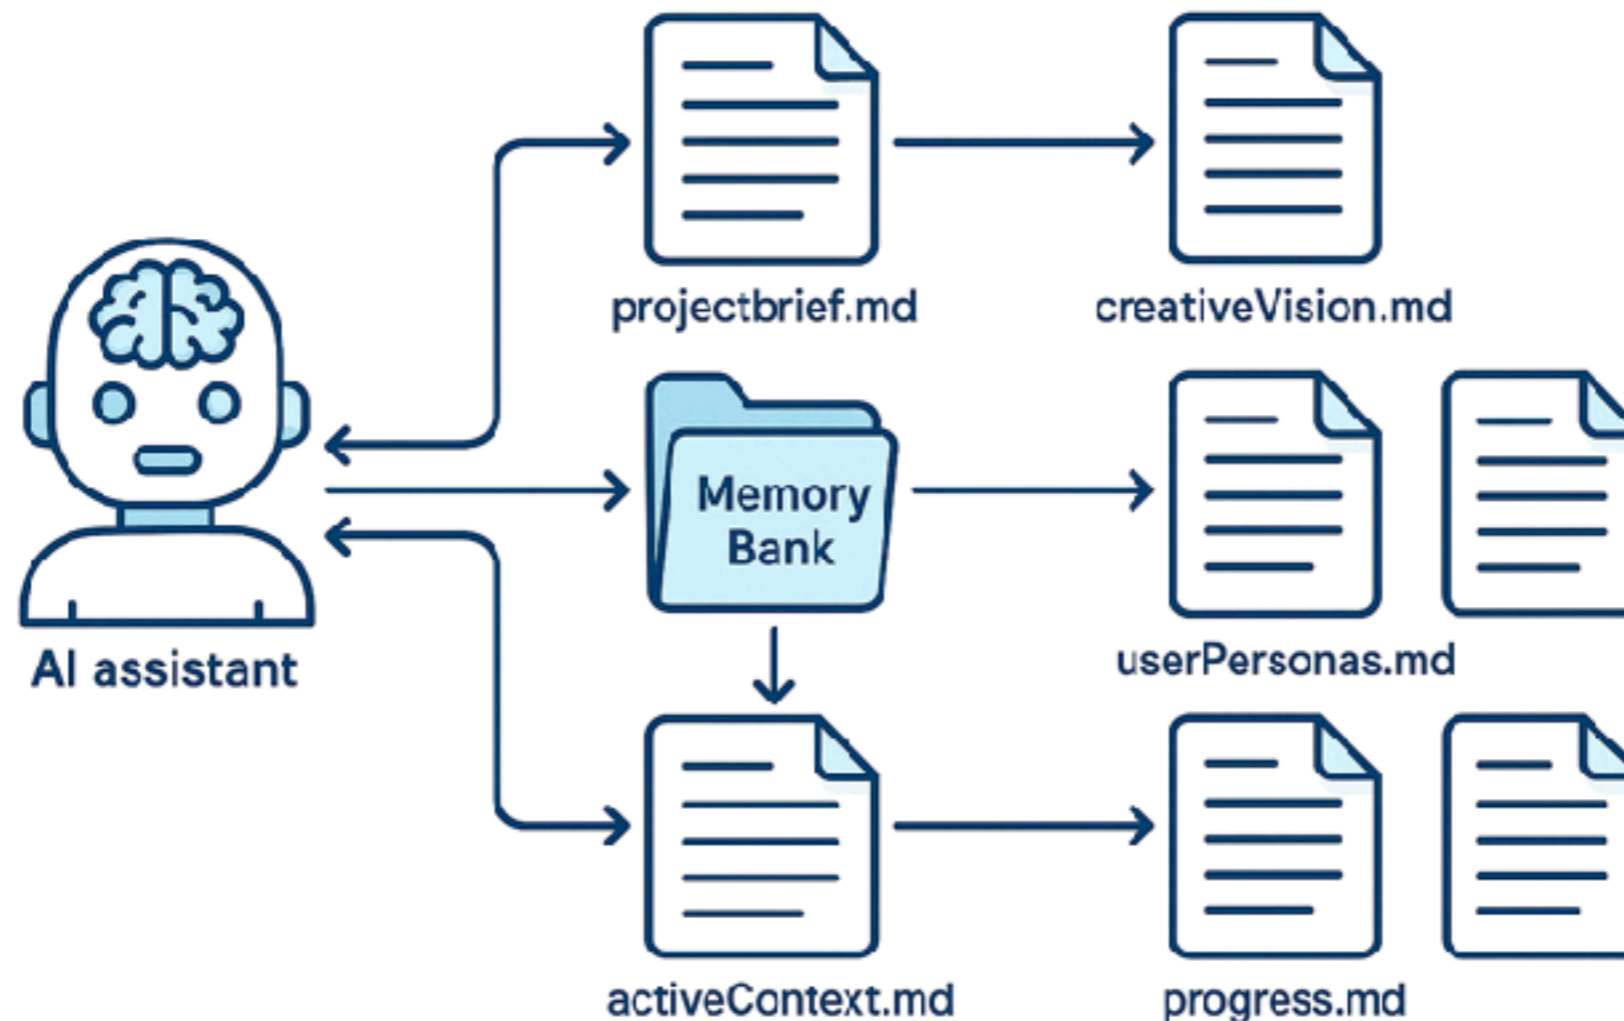 projectbrief.md
creativeVision.md
Memory
Bank
userPersonas.md
AI assistant
activeContext.md
progress.md